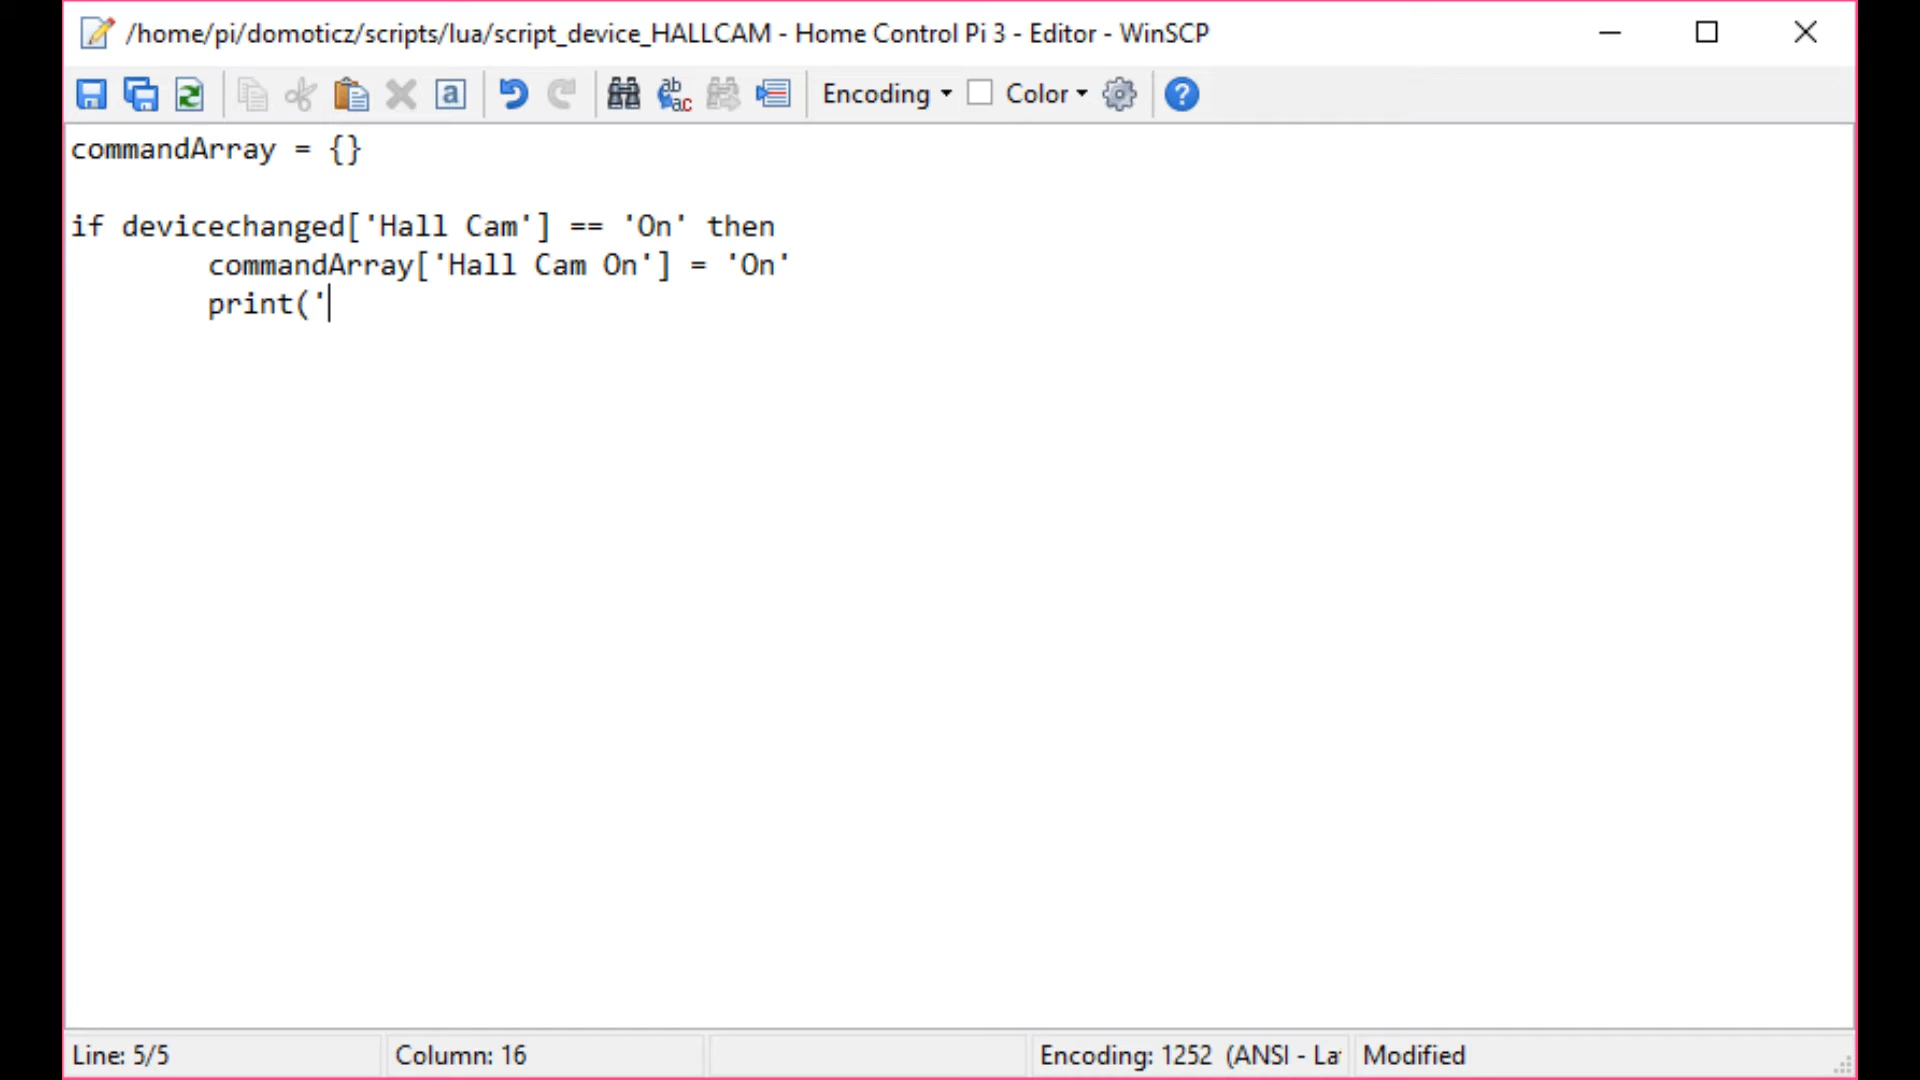 /home/pi/domoticz/scripts/lua/script_device_HALLCAM - Home Control Pi 3 - Editor - WinSCP
Encoding Color
commandArray = {}
if devicechanged['Hall Cam'] == 'On' then
commandArray['Hall Cam On'] = 'On'
print('
Line: 5/5 Column: 16 Encoding: 1252 (ANSI - La Modified